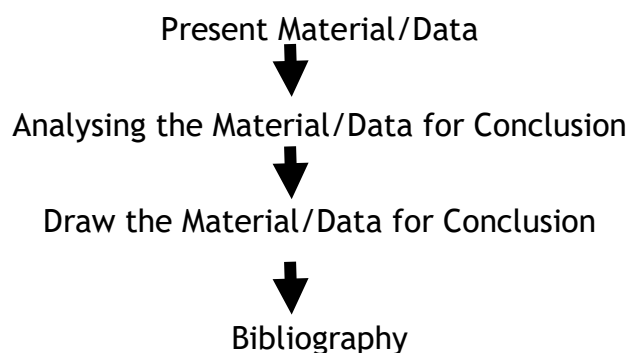 Present Material/Data
Analysing the Material/Data for Conclusion
Draw the Material/Data for Conclusion
Bibliography